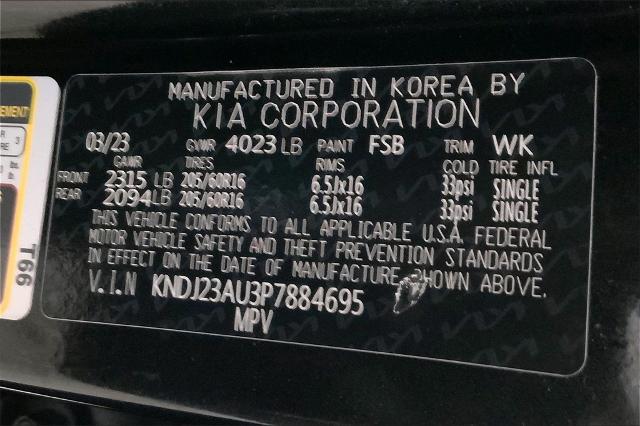 MANUFACTURED IN KOREA BY
KIA CORPORATION
03/23 GVWR 4023 LB PAINT FSB TRIM WK
GAWR TIRES RIMS COLD TIRE INFL
FRONT 2315 LB 205/60R16 6.5Jx16 33psi SINGLE
REAR 2094 LB 205/60R16 6.5Jx16 33psi SINGLE
THIS VEHICLE CONFORMS TO ALL APPLICABLE U.S.A. FEDERAL
MOTOR VEHICLE SAFETY AND THEFT PREVENTION STANDARDS
IN EFFECT ON THE DATE OF MANUFACTURE SHOWN ABOVE.
V.I.N KNDJ23AU3P7884695
MPV
T66